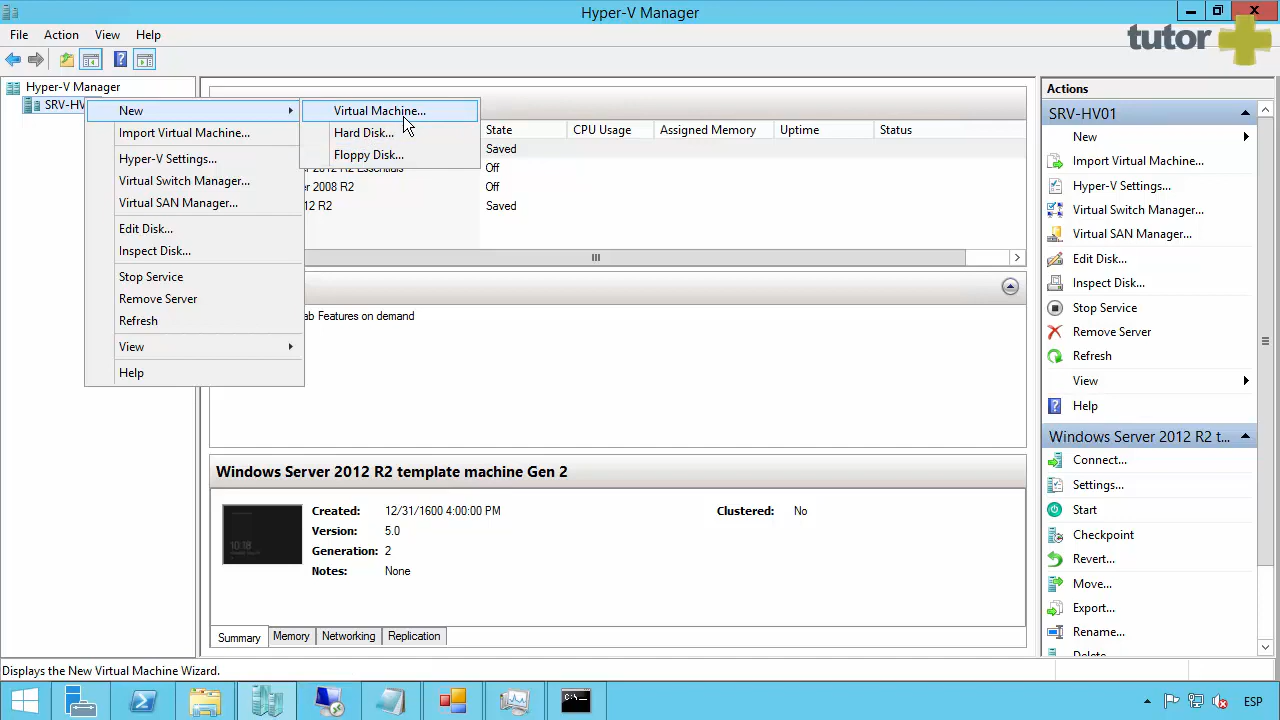 Hyper-V Manager
tutor
File Action View Help
Hyper-V Manager
SRV-HV
New
Import Virtual Machine...
Hyper-V Settings...
Virtual Switch Manager...
Virtual SAN Manager...
Edit Disk...
Inspect Disk...
Stop Service
Remove Server
Refresh
View
Help
Virtual Machine...
Hard Disk...
Floppy Disk...
State CPU Usage Assigned Memory Uptime Status
Saved
2012 R2 Essentials Off
er 2008 R2 Off
12 R2 Saved
ab Features on demand
Windows Server 2012 R2 template machine Gen 2
Created: 12/31/1600 4:00:00 PM Clustered: No
Version: 5.0
Generation: 2
Notes: None
10:18
Summary Memory Networking Replication
Actions
SRV-HV01
New
Import Virtual Machine...
Hyper-V Settings...
Virtual Switch Manager...
Virtual SAN Manager...
Edit Disk...
Inspect Disk...
Stop Service
Remove Server
Refresh
View
Help
Windows Server 2012 R2 t...
Connect...
Settings...
Start
Checkpoint
Revert...
Move...
Export...
Rename...
Delete
Displays the New Virtual Machine Wizard.
ESP